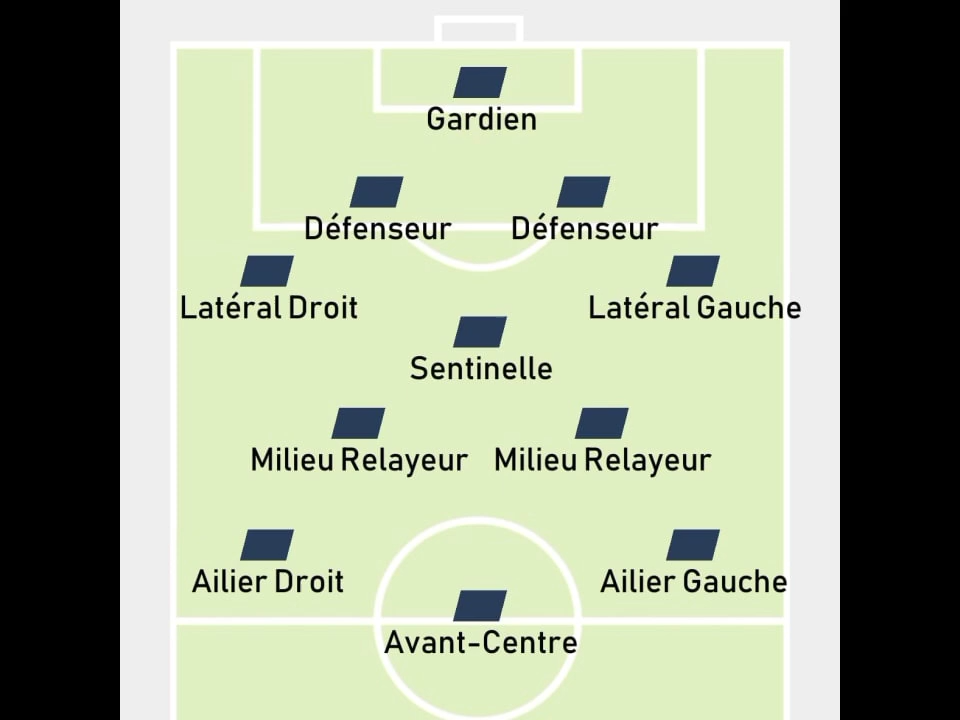 Gardien
Défenseur
Défenseur
Latéral Droit
Latéral Gauche
Sentinelle
Milieu Relayeur
Milieu Relayeur
Ailier Droit
Ailier Gauche
Avant-Centre